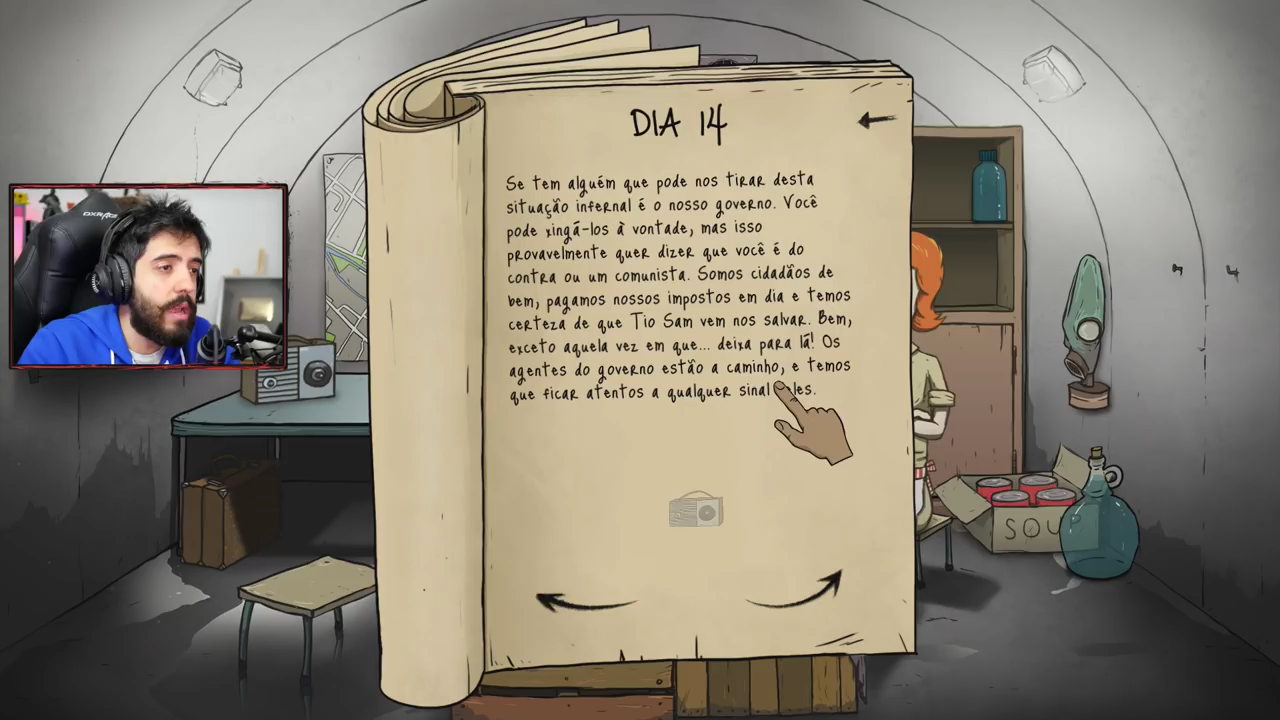 DIA 14
Se tem alguém que pode nos tirar desta
situação infernal é o nosso governo. Você
pode xingá-los à vontade, mas isso
provavelmente quer dizer que você é do
contra ou um comunista. Somos cidadãos de
bem, pagamos nossos impostos em dia e temos
certeza de que Tio Sam vem nos salvar. Bem,
exceto aquela vez em que... deixa para lá! Os
agentes do governo estão a caminho, e temos
que ficar atentos a qualquer sinal
DXRACER